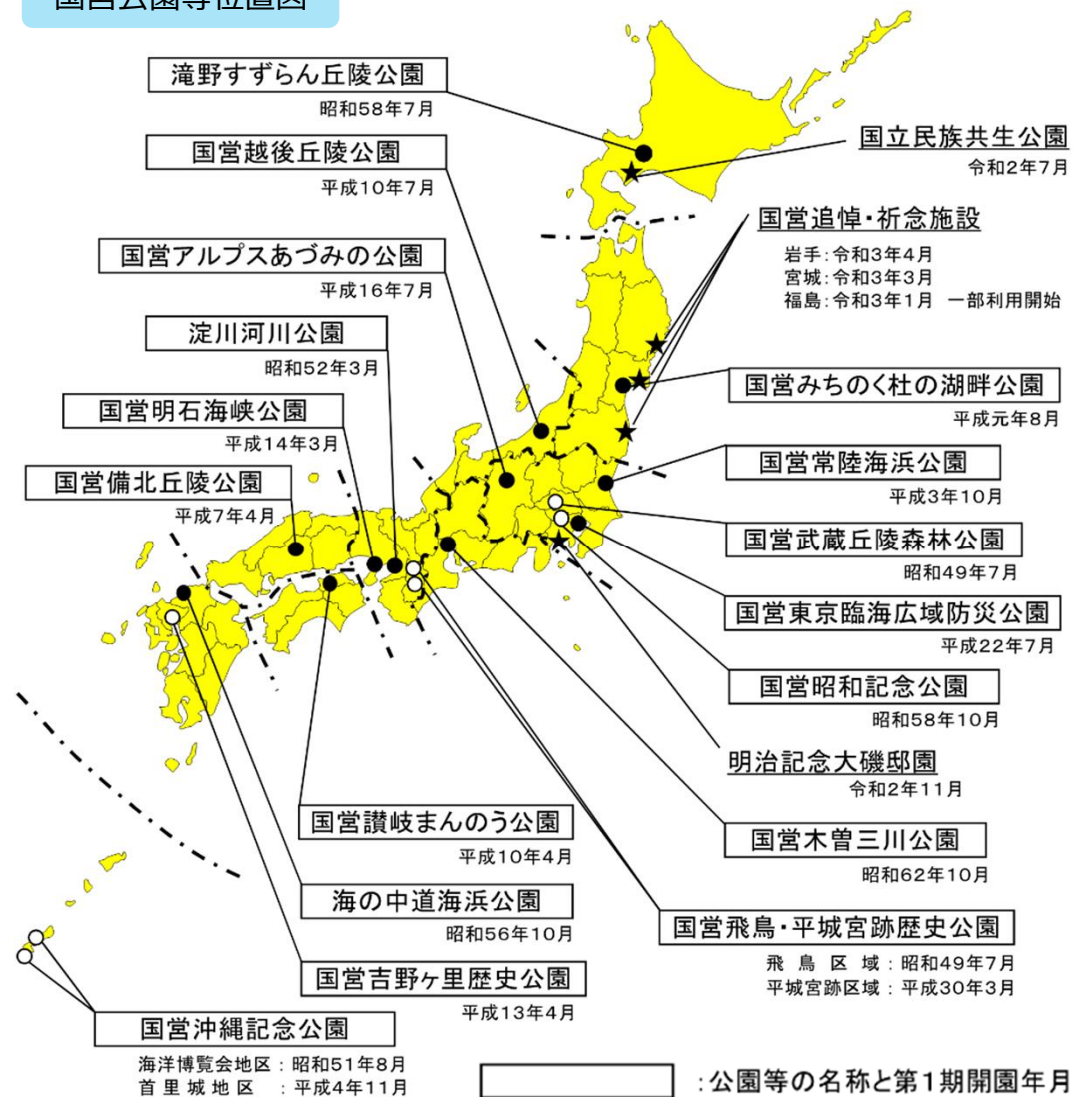 国営公園等位置図
滝野すずらん丘陵公園
昭和58年7月
国営越後丘陵公園
平成10年7月
国営アルプスあづみの公園
平成16年7月
淀川河川公園
昭和52年3月
国営明石海峡公園
平成14年3月
国営備北丘陵公園
平成7年4月
国立民族共生公園
令和2年7月
国営追悼・祈念施設
岩手：令和3年4月
宮城：令和3年3月
福島：令和3年1月 一部利用開始
国営みちのく杜の湖畔公園
平成元年8月
国営常陸海浜公園
平成3年10月
国営武蔵丘陵森林公園
昭和49年7月
国営東京臨海広域防災公園
平成22年7月
国営昭和記念公園
昭和58年10月
明治記念大磯邸園
令和2年11月
国営木曽三川公園
昭和62年10月
国営飛鳥・平城宮跡歴史公園
飛鳥区域：昭和49年7月
平城宮跡区域：平成30年3月
国営讃岐まんのう公園
平成10年4月
海の中道海浜公園
昭和56年10月
国営吉野ヶ里歴史公園
平成13年4月
国営沖縄記念公園
海洋博覧会地区：昭和51年8月
首里城地区：平成4年11月
：公園等の名称と第1期開園年月